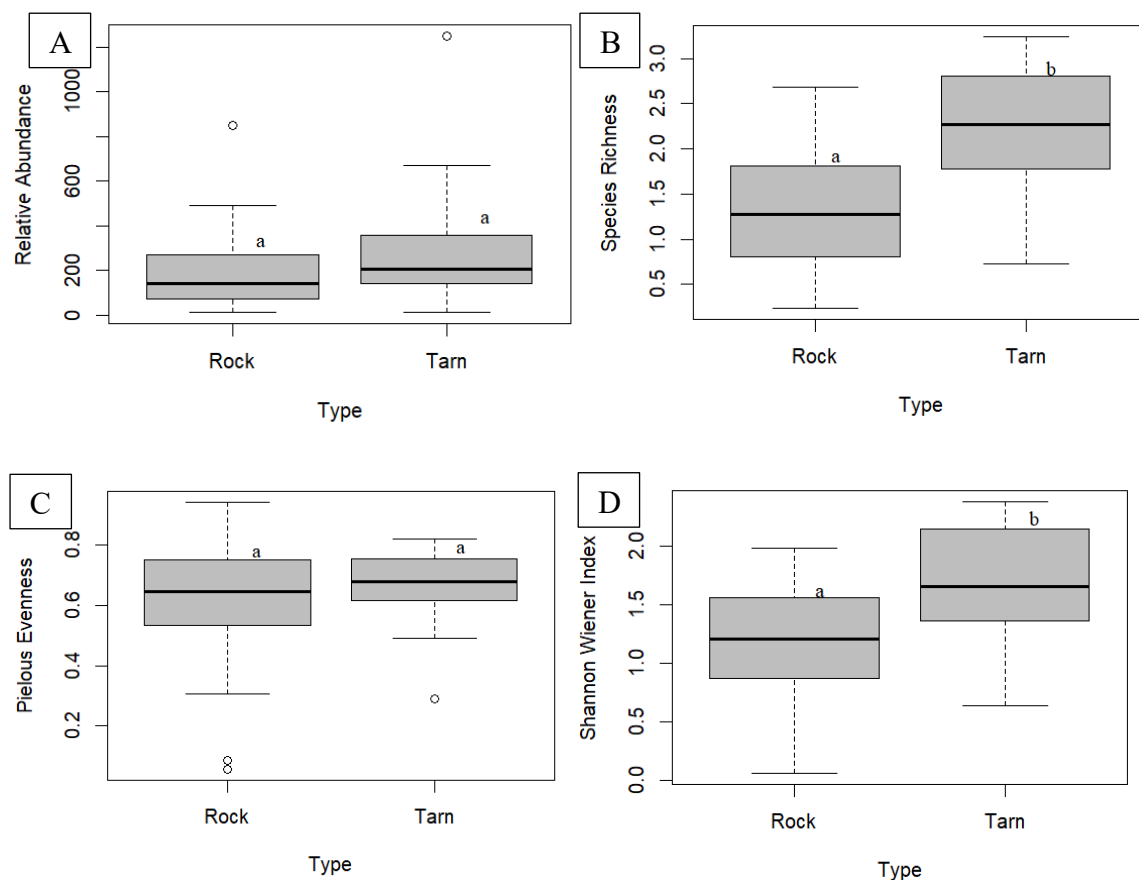 A
Relative Abundance
1000
600
200
0
a
a
Rock
Tarn
Type
B
Species Richness
3.0
2.5
2.0
1.5
1.0
0.5
a
b
Rock
Tarn
Type
C
Pielous Evenness
0.8
0.6
0.4
0.2
a
a
Rock
Tarn
Type
D
Shannon Wiener Index
2.0
1.5
1.0
0.5
0.0
a
b
Rock
Tarn
Type